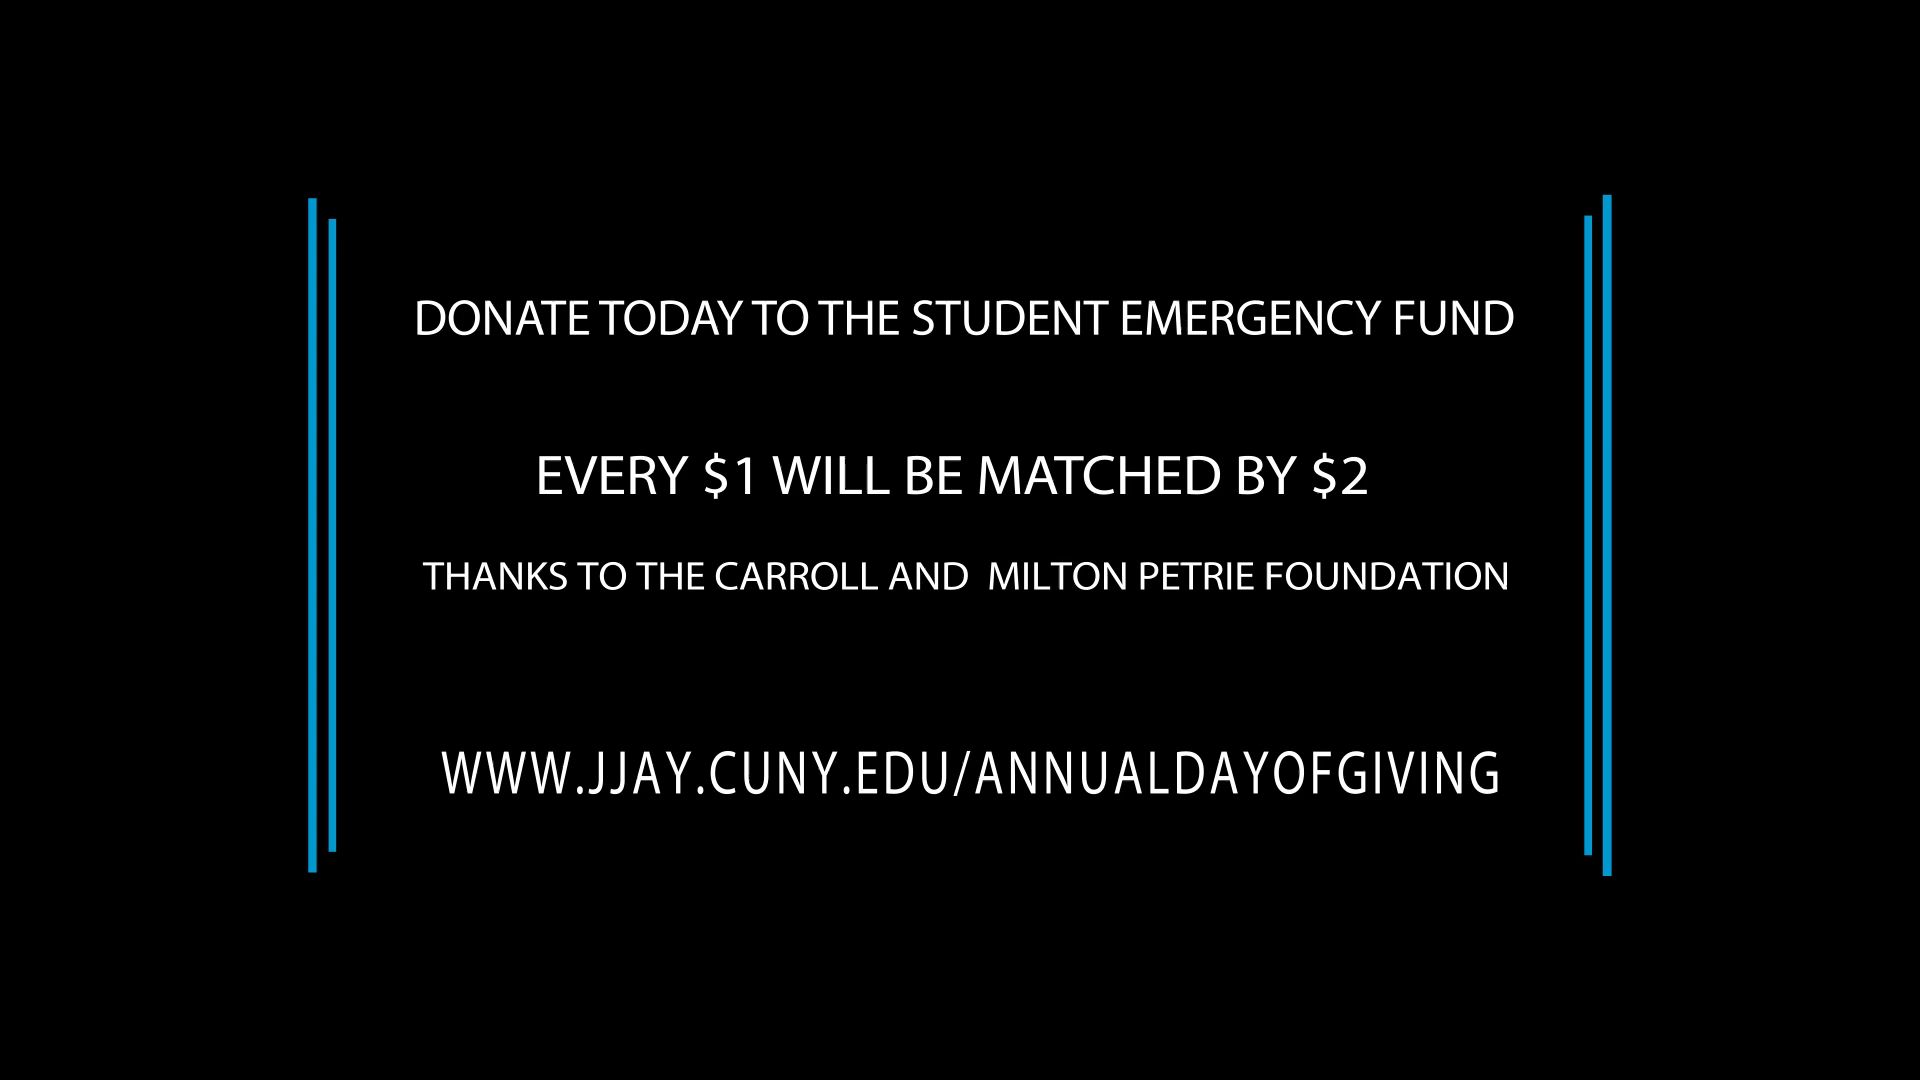 DONATE TODAY TO THE STUDENT EMERGENCY FUND
EVERY $1 WILL BE MATCHED BY $2
THANKS TO THE CARROLL AND  MILTON PETRIE FOUNDATION
WWW.JJAY.CUNY.EDU/ANNUALDAYOFGIVING